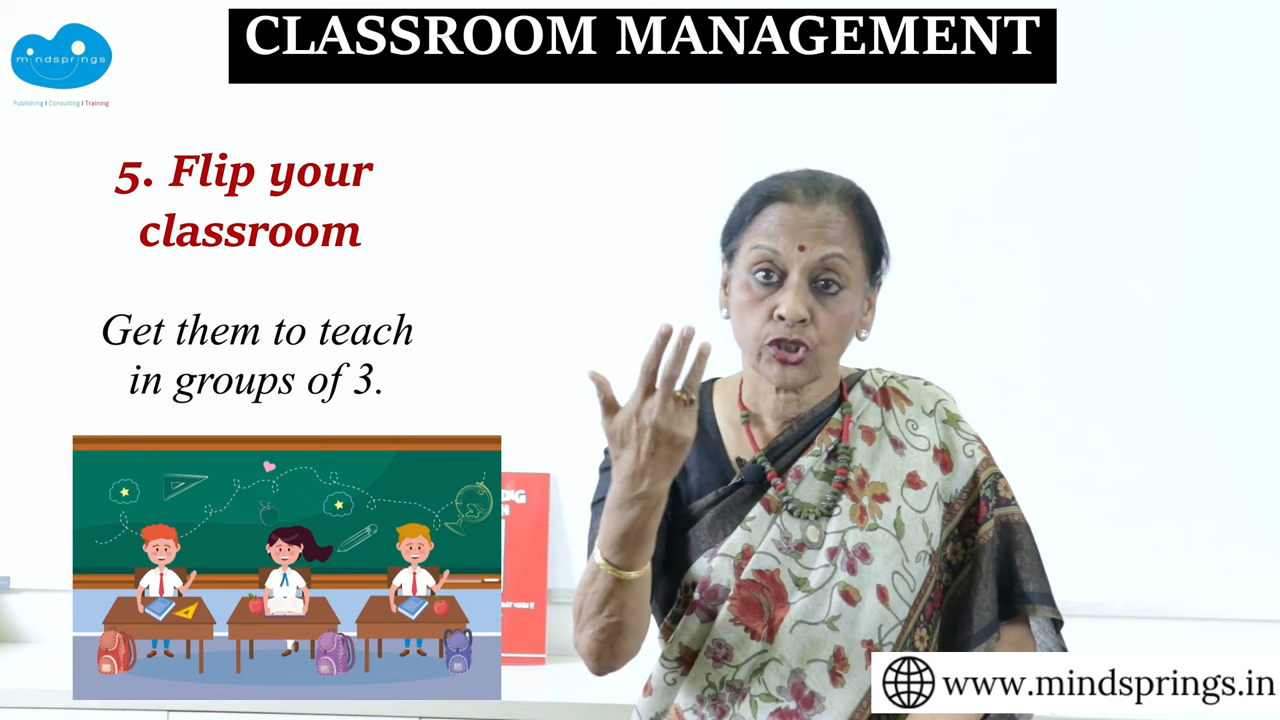 CLASSROOM MANAGEMENT
mindsprings
Publishing I Consulting I Training
5. Flip your
classroom
Get them to teach
in groups of 3.
www.mindsprings.in